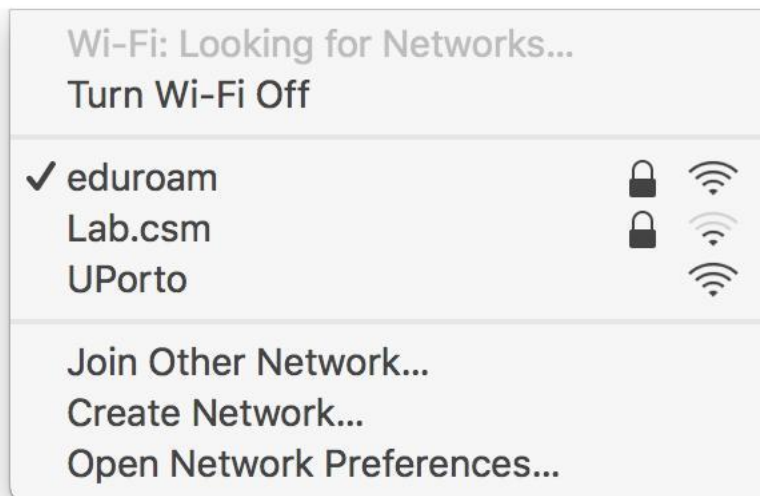 Wi-Fi: Looking for Networks...
Turn Wi-Fi Off
eduroam
Lab.csm
UPorto
Join Other Network...
Create Network...
Open Network Preferences...